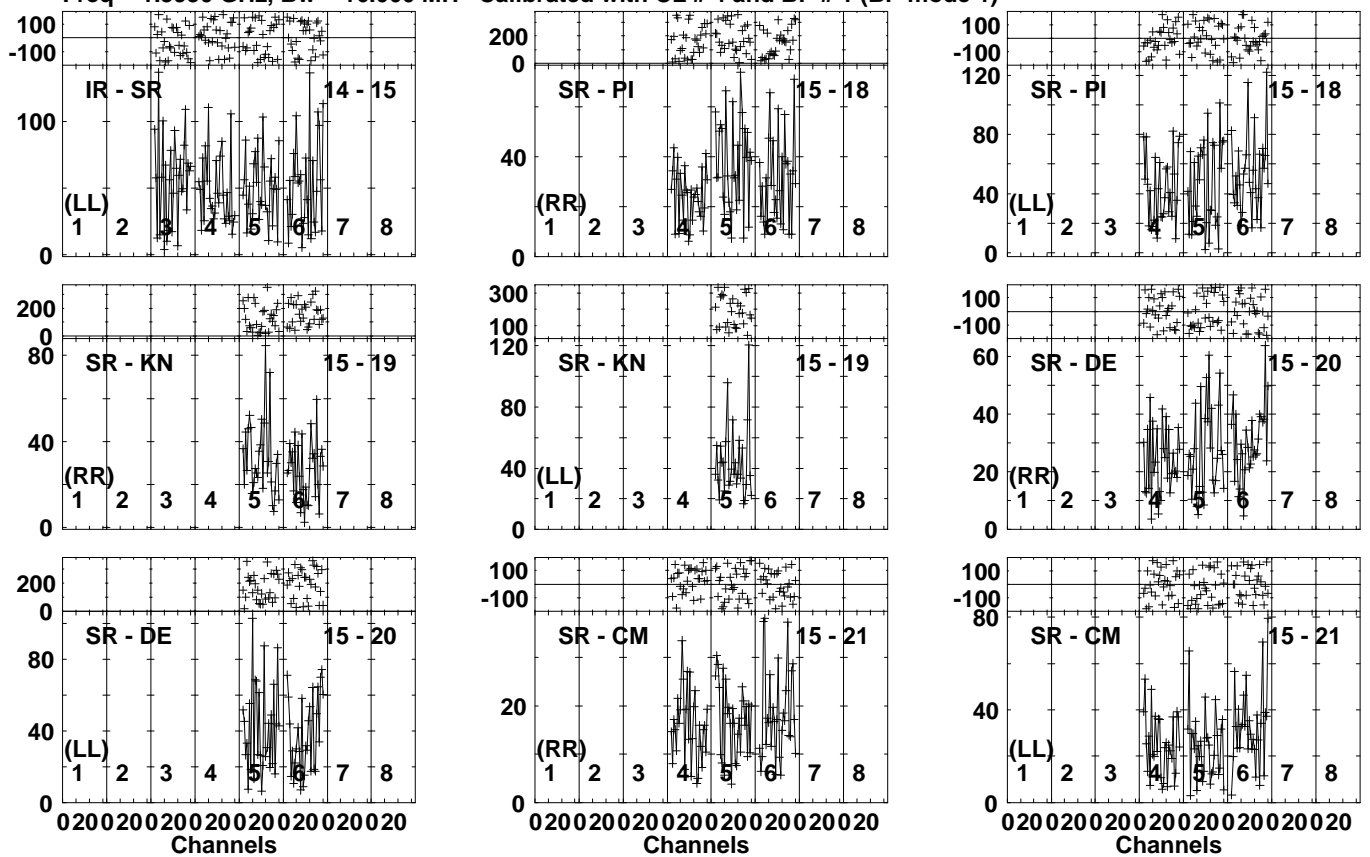 100 200 100
-100 0 -100
IR - SR 14 - 15 SR - PI 15 - 18 SR - PI 15 - 18
100 40 0 120 80 40 0
(LL) (RR) (LL)
1 2 3 4 5 6 7 8 1 2 3 4 5 6 7 8 1 2 3 4 5 6 7 8
0
200 300 100
0 100 -100
SR - KN 15 - 19 SR - KN 15 - 19 SR - DE 15 - 20
80 40 0 120 80 40 0 60 40 20 0
(RR) (LL) (RR)
1 2 3 4 5 6 7 8 1 2 3 4 5 6 7 8 1 2 3 4 5 6 7 8
200 100 100
0 -100 -100
SR - DE 15 - 20 SR - CM 15 - 21 SR - CM 15 - 21
80 40 0 20 0 80 40 0
(LL) (RR) (LL)
1 2 3 4 5 6 7 8 1 2 3 4 5 6 7 8 1 2 3 4 5 6 7 8
020020020020020020020020 020020020020020020020020 020020020020020020020020
Channels Channels Channels